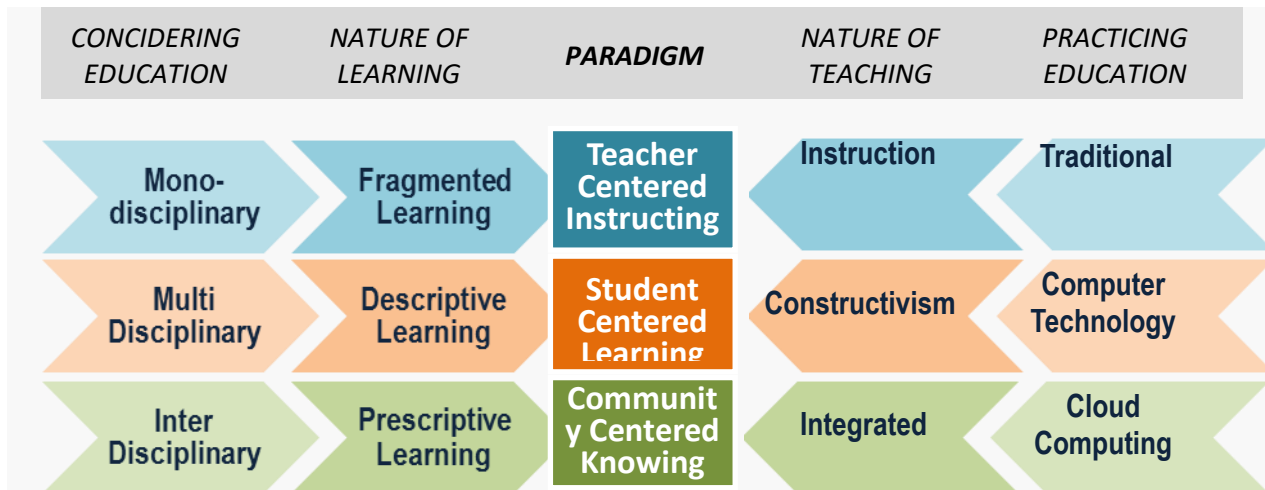 CONCIDERING
EDUCATION
NATURE OF
LEARNING
PARADIGM
NATURE OF
TEACHING
PRACTICING
EDUCATION
Mono-
disciplinary
Fragmented
Learning
Teacher
Centered
Instructing
Instruction
Traditional
Multi
Disciplinary
Descriptive
Learning
Student
Centered
Learning
Constructivism
Computer
Technology
Inter
Disciplinary
Prescriptive
Learning
Communit
y Centered
Knowing
Integrated
Cloud
Computing